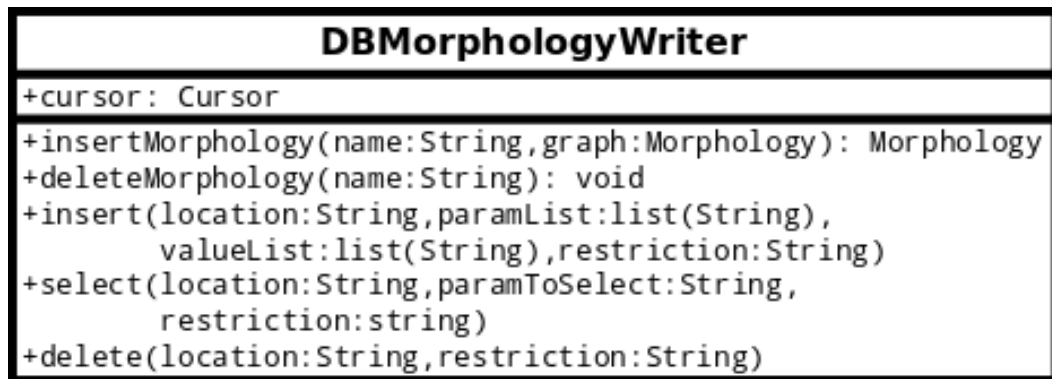 DBMorphologyWriter
+cursor: Cursor
+insertMorphology(name:String,graph:Morphology): Morphology
+deleteMorphology(name:String): void
+insert(location:String,paramList:list(String),
valueList:list(String),restriction:String)
+select(location:String,paramToSelect:String,
restriction:string)
+delete(location:String,restriction:String)